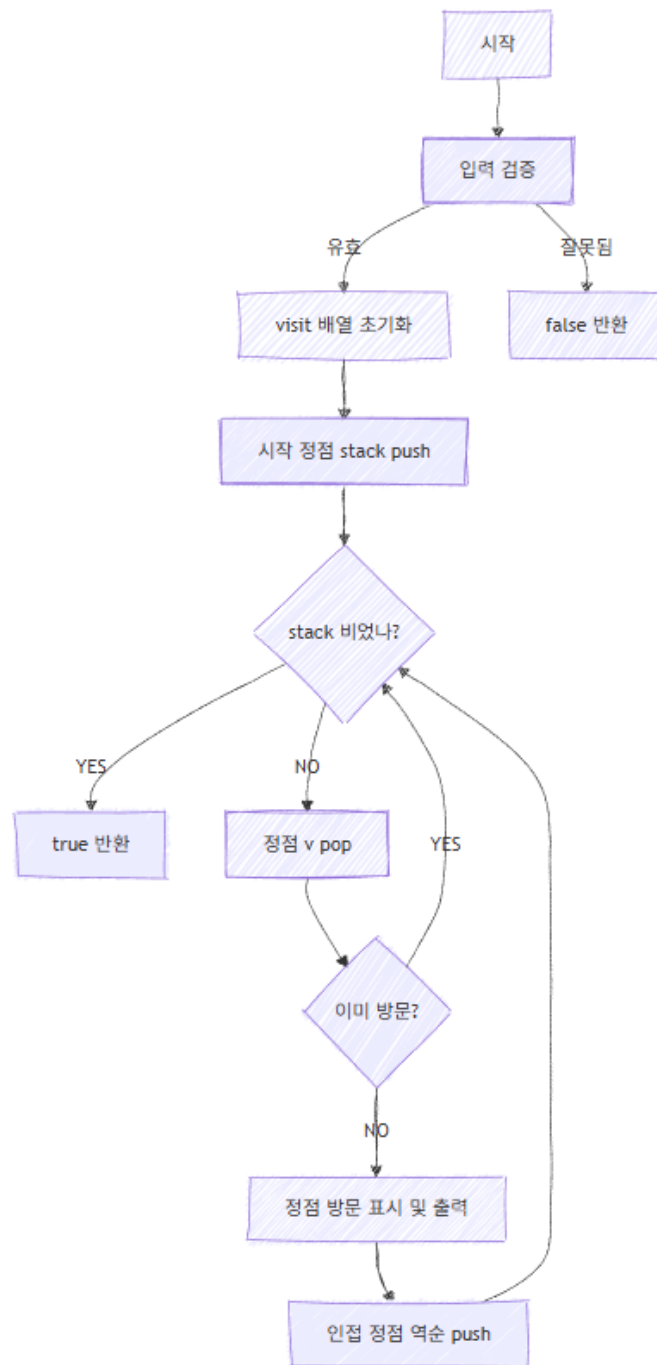 시작
입력 검증
유효
잘못됨
visit 배열 초기화
false 반환
시작 정점 stack push
stack 비었나?
YES
NO
true 반환
정점 v pop
YES
이미 방문?
NO
정점 방문 표시 및 출력
인접 정점 역순 push